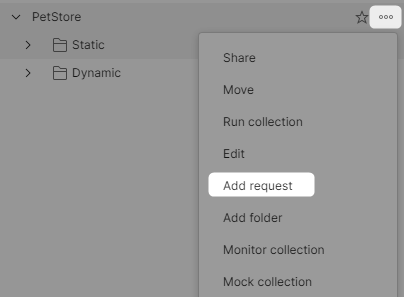 PetStore
Static
Dynamic
Share
Move
Run collection
Edit
Add request
Add folder
Monitor collection
Mock collection